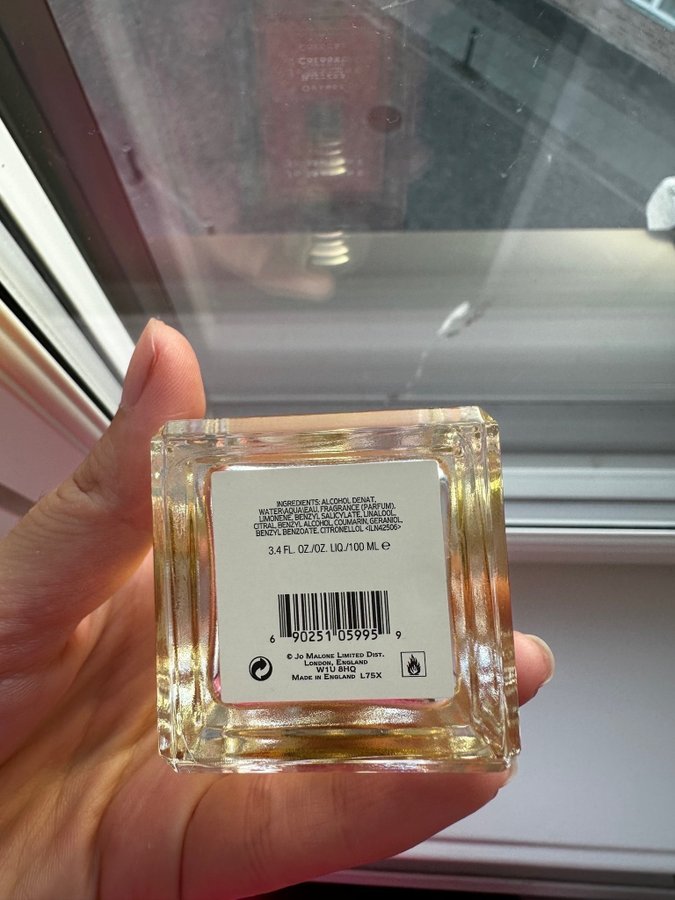 INGREDIENTS: ALCOHOL DENAT,
WATER\AQUA\EAU, FRAGRANCE (PARFUM),
LIMONENE, BENZYL SALICYLATE, LINALOOL,
CITRAL, BENZYL ALCOHOL, COUMARIN, GERANIOL,
BENZYL BENZOATE, CITRONELLOL <ILN42506>
3.4 FL. OZ./OZ. LIQ./100 ML ℮
6 90251 05995 9
© JO MALONE LIMITED DIST.
LONDON, ENGLAND
W1U 8HQ
MADE IN ENGLAND L75X